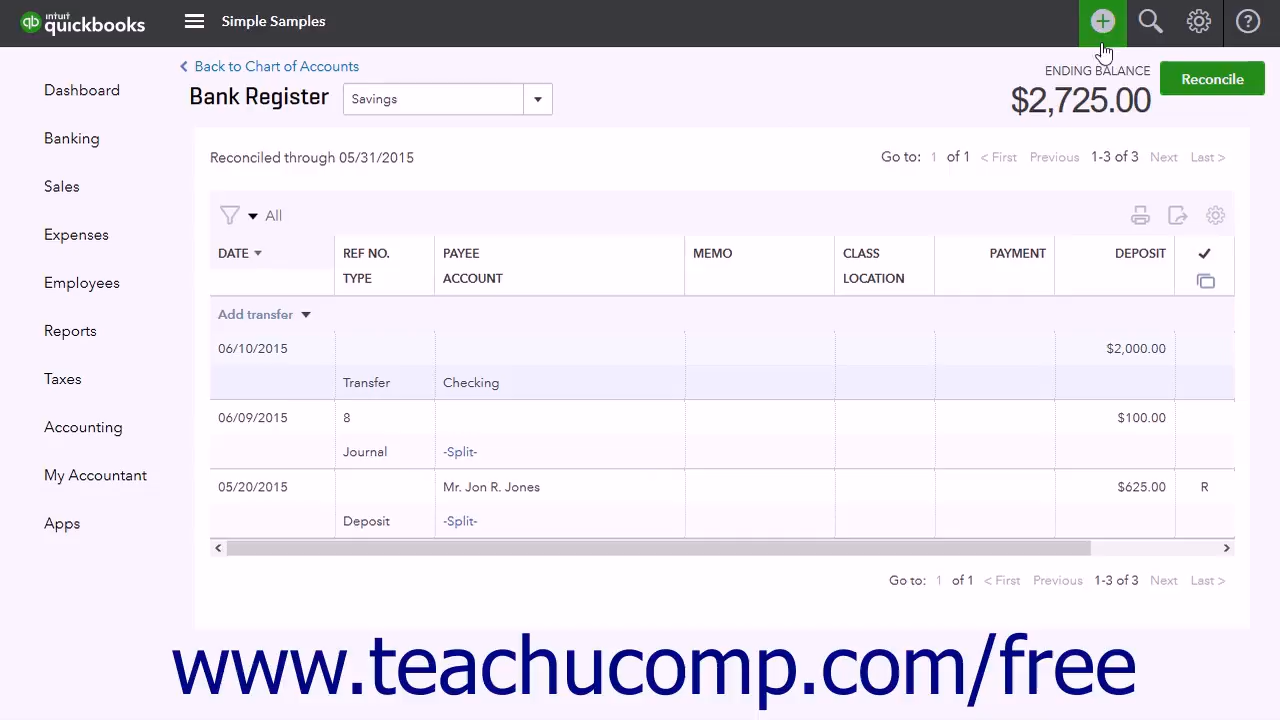 intuit quickbooks Simple Samples
Back to Chart of Accounts
Bank Register Savings
ENDING BALANCE
$2,725.00
Reconcile
Dashboard
Banking
Sales
Expenses
Employees
Reports
Taxes
Accounting
My Accountant
Apps
Reconciled through 05/31/2015
Go to: 1 of 1 < First Previous 1-3 of 3 Next Last >
All
DATE REF NO. PAYEE MEMO CLASS PAYMENT DEPOSIT ✓
TYPE ACCOUNT LOCATION
Add transfer
06/10/2015 $2,000.00
Transfer Checking
06/09/2015 8 $100.00
Journal -Split-
05/20/2015 Mr. Jon R. Jones $625.00 R
Deposit -Split-
Go to: 1 of 1 < First Previous 1-3 of 3 Next Last >
www.teachucomp.com/free